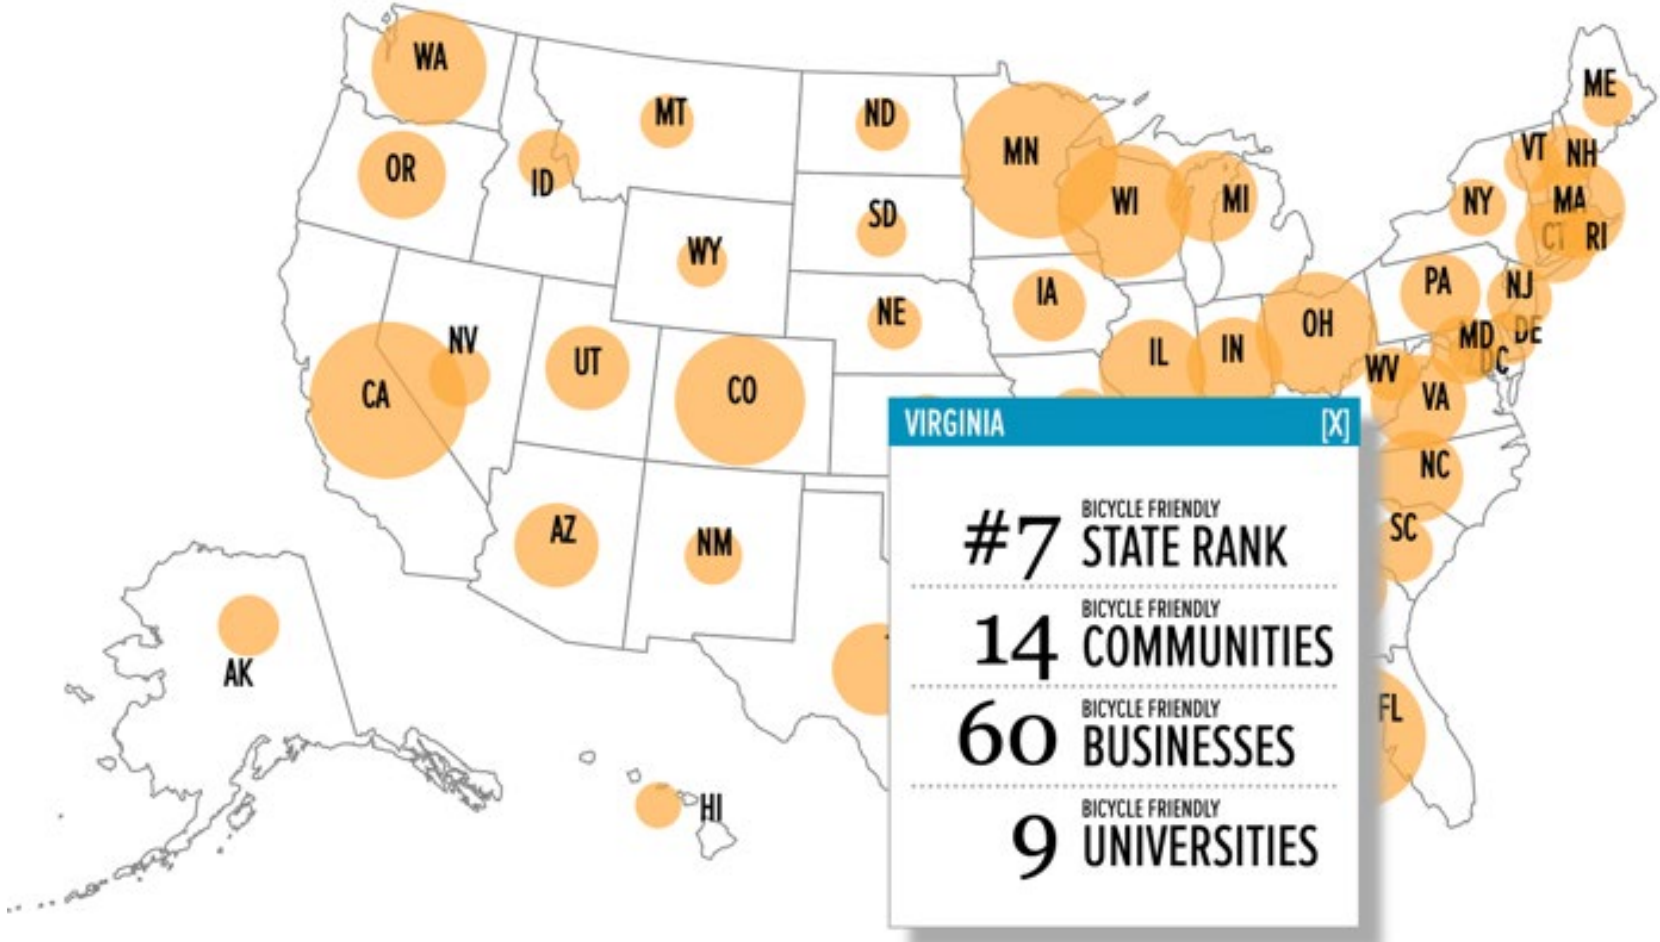 WA
MT
ND
MN
ME
OR
ID
SD
WI
MI
NY
VT
NH
MA
CT
RI
WY
NE
IA
PA
NJ
NV
UT
CO
CA
IL
IN
OH
MD
DE
DC
WV
VA
NC
SC
AZ
NM
AK
HI
FL
VIRGINIA [X]
#7 BICYCLE FRIENDLY
STATE RANK
14 BICYCLE FRIENDLY
COMMUNITIES
60 BICYCLE FRIENDLY
BUSINESSES
9 BICYCLE FRIENDLY
UNIVERSITIES